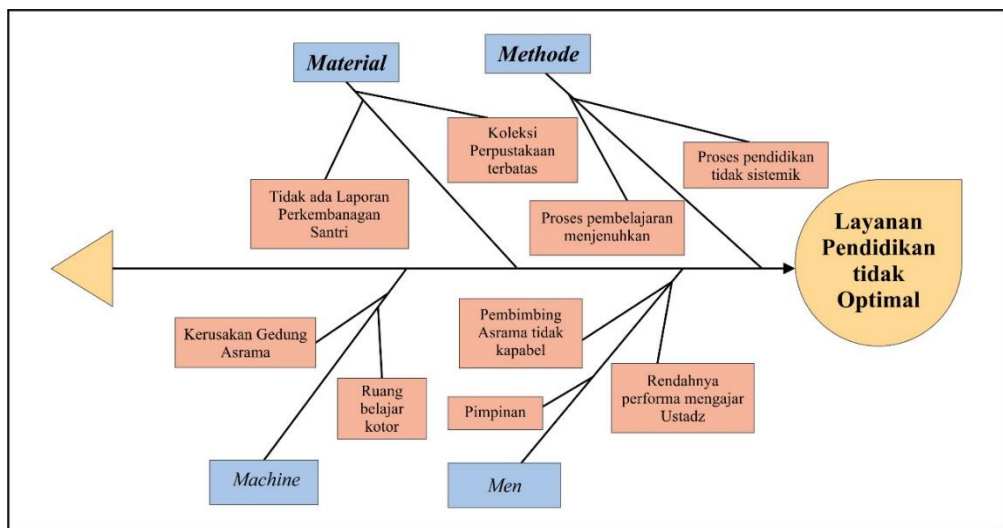 Material
Methode
Koleksi
Perpustakaan
terbatas
Proses pendidikan
tidak sistemik
Tidak ada Laporan
Perkembanagan
Santri
Proses pembelajaran
menjenuhkan
Layanan
Pendidikan
tidak
Optimal
Kerusakan Gedung
Asrama
Pembimbing
Asrama tidak
kapabel
Ruang
belajar
kotor
Pimpinan
Rendahnya
performa mengajar
Ustadz
Machine
Men